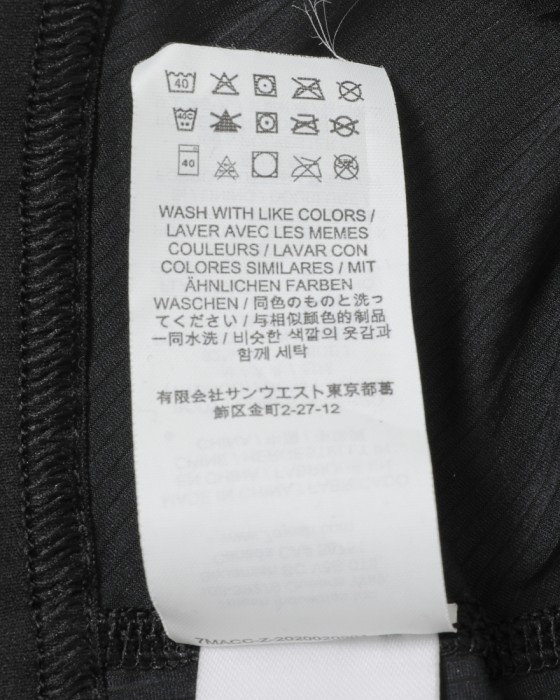 40
40C
40
WASH WITH LIKE COLORS /
LAVER AVEC LES MEMES
COULEURS / LAVAR CON
COLORES SIMILARES / MIT
ÄHNLICHEN FARBEN
WASCHEN / 同色のものと洗っ
てください / 与相似颜色的制品
一同水洗 / 비슷한 색깔의 옷감과
함께 세탁
有限会社サンウエスト東京都葛
飾区金町2-27-12